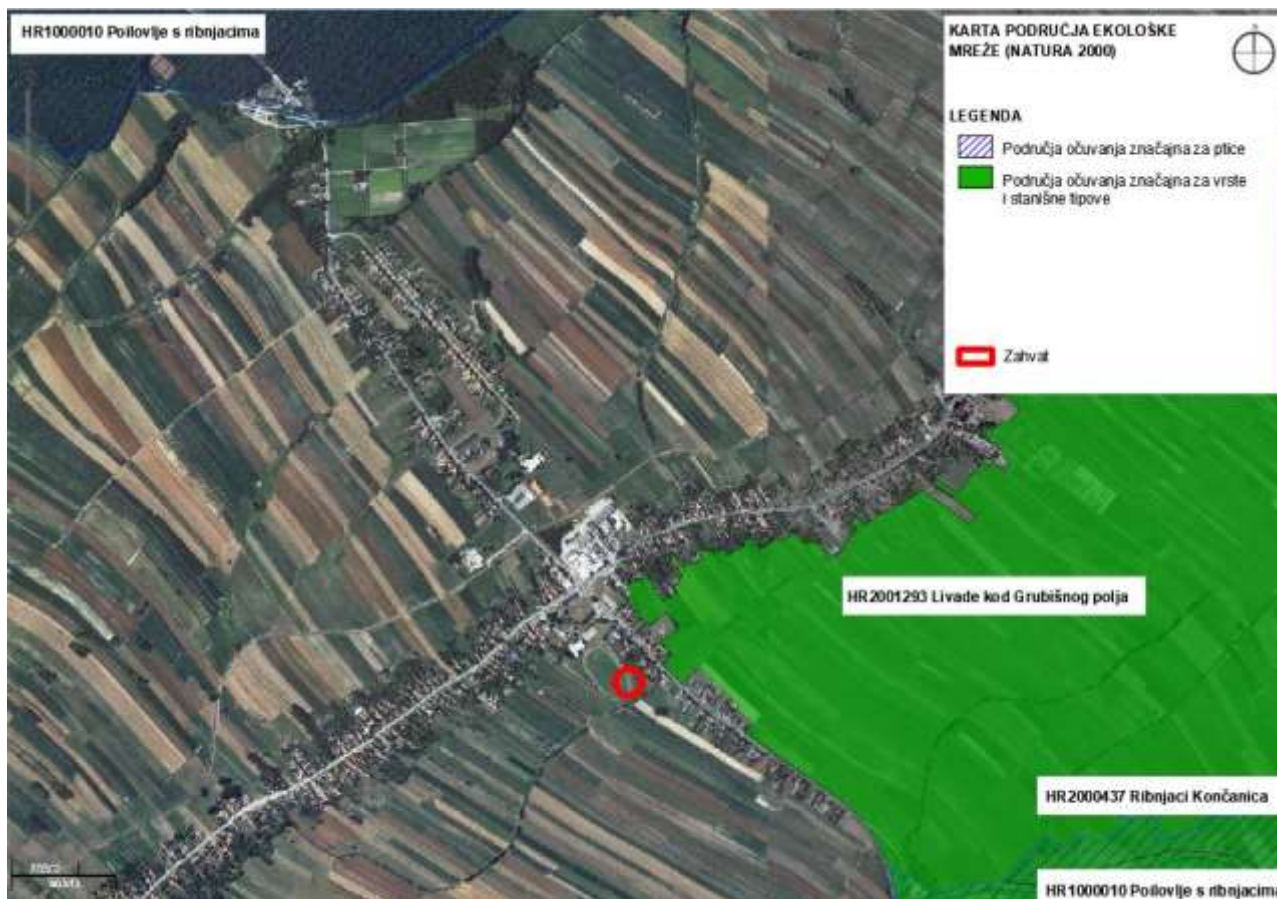 HR1000010 Poilovlje s ribnjacima
KARTA PODRUČJA EKOLOŠKE
MREŽE (NATURA 2000)
LEGENDA
Područja očuvanja značajna za ptice
Područja očuvanja značajna za vrste
i stanišne tipove
Zahvat
HR2001293 Livade kod Grubišnog polja
HR2000437 Ribnjaci Končanica
HR1000010 Poilovlje s ribnjacima